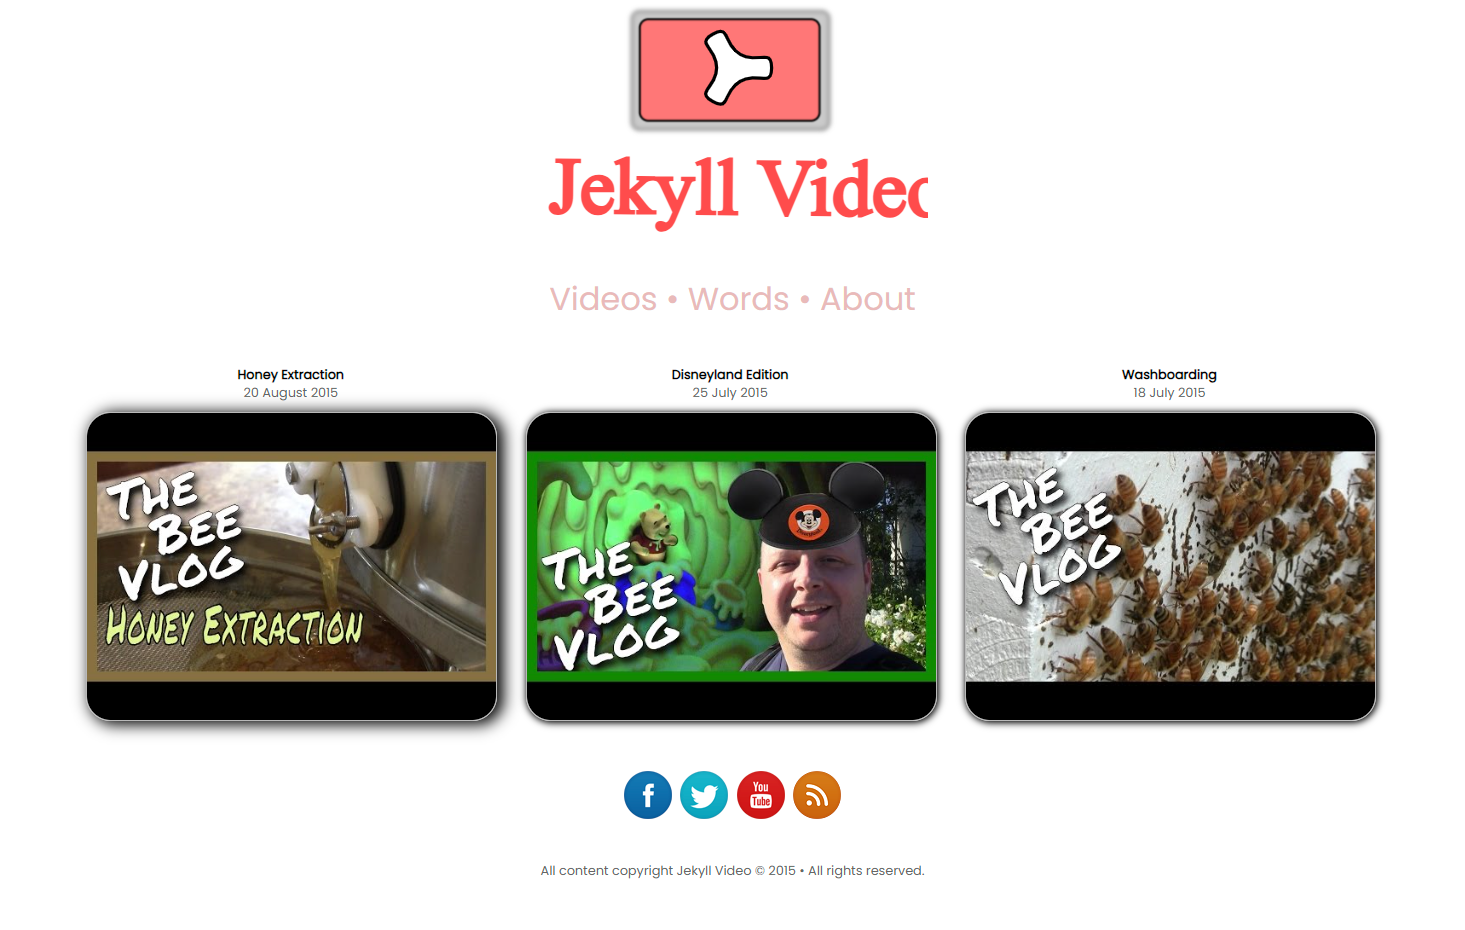 Jekyll Video
Videos • Words • About
Honey Extraction
20 August 2015
Disneyland Edition
25 July 2015
Washboarding
18 July 2015
THE
BEE
VLOG
HONEY EXTRACTION
THE
BEE
VLOG
THE
BEE
VLOG
f
You
Tube
All content copyright Jekyll Video © 2015 • All rights reserved.